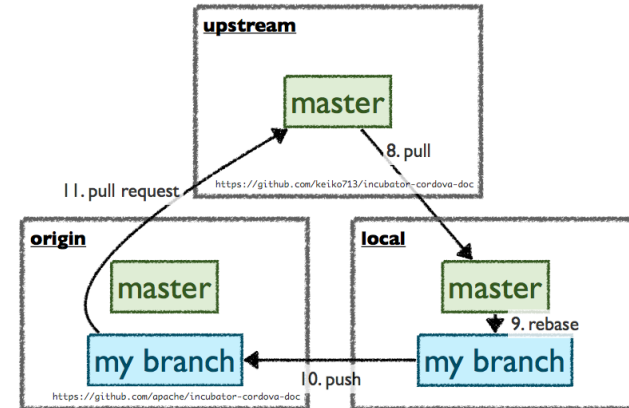 upstream
master
8. pull
https://github.com/keiko713/incubator-cordova-doc
11. pull request
origin
master
my branch
https://github.com/apache/incubator-cordova-doc
10. push
local
master
9. rebase
my branch